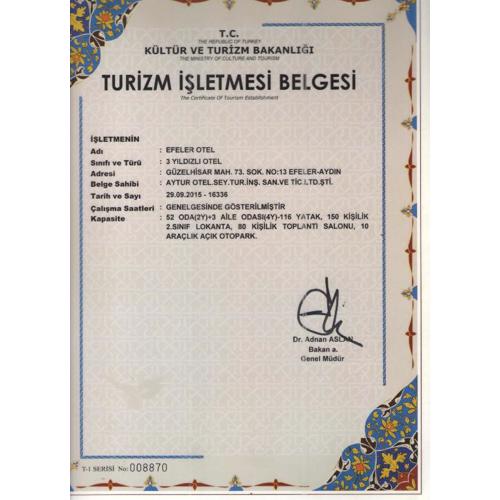 T.C.
THE REPUBLIC OF TURKEY
KÜLTÜR VE TURİZM BAKANLIĞI
THE MINISTRY OF CULTURE AND TOURISM
TURİZM İŞLETMESİ BELGESİ
The Certificate Of Tourism Establishment
İŞLETMENİN
Adı : EFELER OTEL
Sınıfı ve Türü : 3 YILDIZLI OTEL
Adresi : GÜZELHİSAR MAH. 73. SOK. NO:13 EFELER-AYDIN
Belge Sahibi : AYTUR OTEL.SEY.TUR.İNŞ. SAN.VE TİC.LTD.ŞTİ.
Tarih ve Sayı : 29.09.2015 - 16336
Çalışma Saatleri : GENELGESİNDE GÖSTERİLMİŞTİR
Kapasite : 52 ODA(2Y)+3 AİLE ODASI(4Y)-116 YATAK, 150 KİŞİLİK
2.SINIF LOKANTA, 80 KİŞİLİK TOPLANTI SALONU, 10
ARAÇLIK AÇIK OTOPARK.
Dr. Adnan ASLAN
Bakan a.
Genel Müdür
T-1 SERİSİ No: 008870